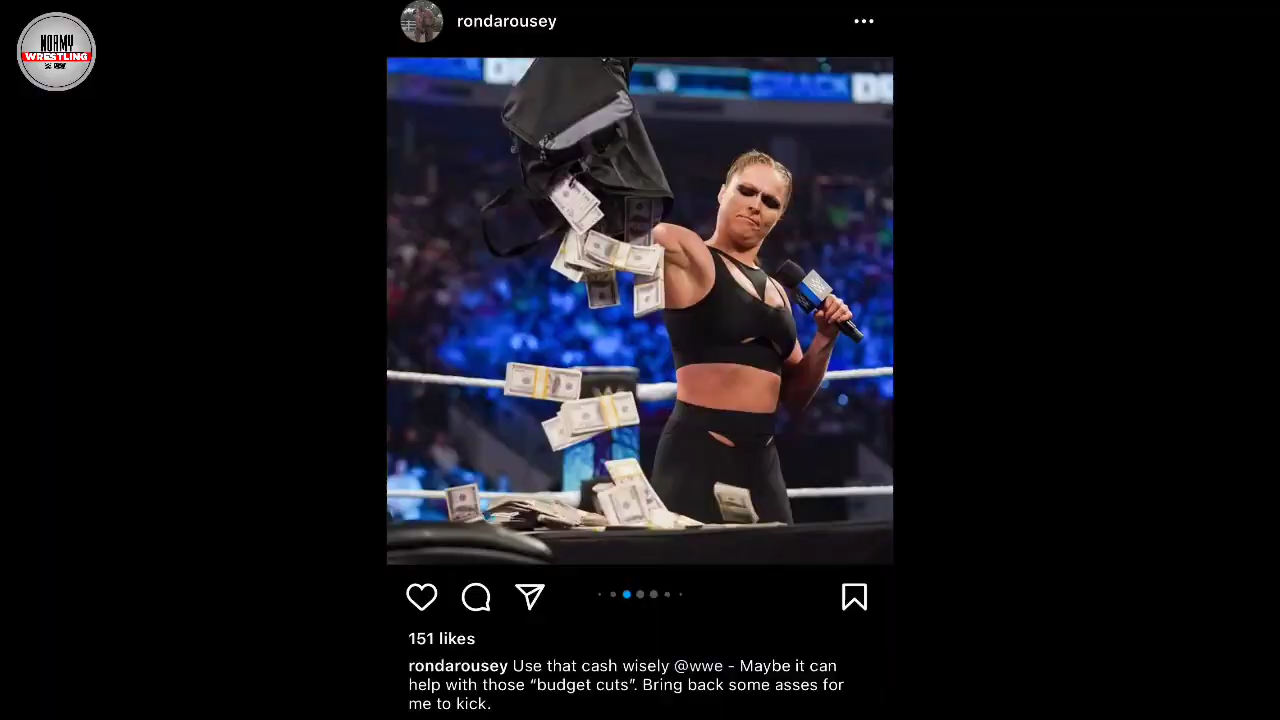 NORMY
WRESTLING
rondarousey
SMACK
151 likes
rondarousey Use that cash wisely @wwe - Maybe it can
help with those “budget cuts”. Bring back some asses for
me to kick.